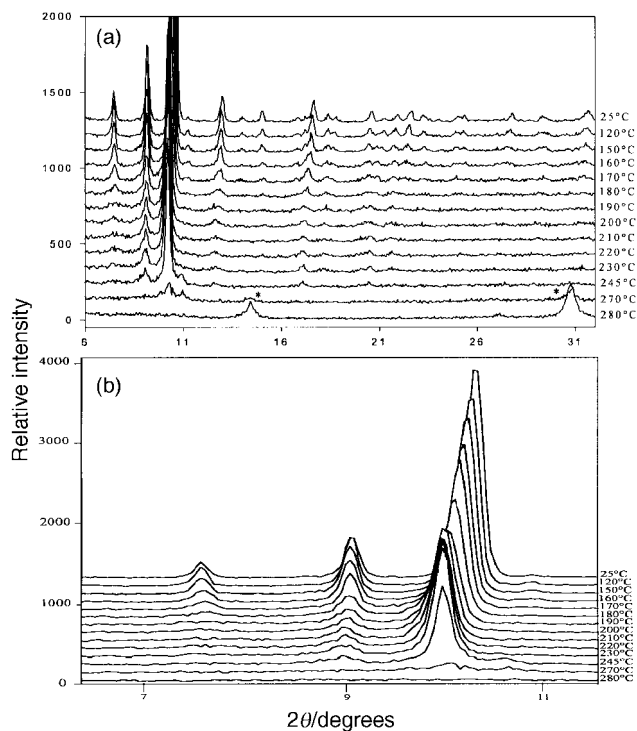 (a)
2000
1500
1000
500
0
25°C
120°C
150°C
160°C
170°C
180°C
190°C
200°C
210°C
220°C
230°C
245°C
270°C
280°C
*
*
6
11
16
21
26
31
Relative intensity
(b)
4000
3000
2000
1000
0
25°C
120°C
150°C
160°C
170°C
180°C
190°C
200°C
210°C
220°C
230°C
245°C
270°C
280°C
7
9
11
2θ/degrees